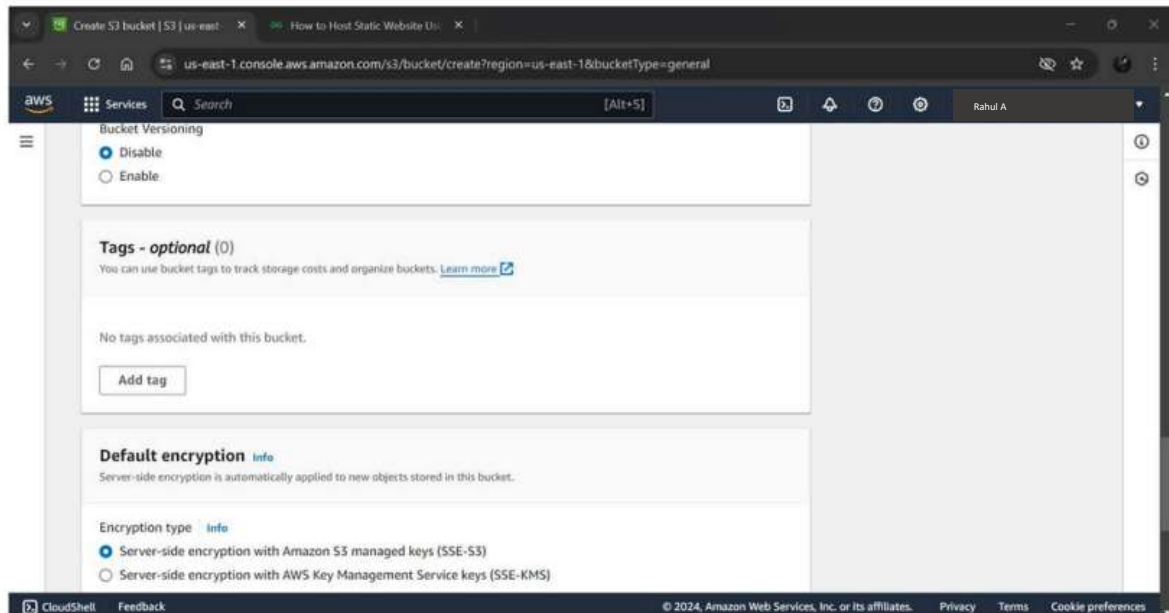 Create S3 bucket | S3 | us-east-
How to Host Static Website Usi
us-east-1.console.aws.amazon.com/s3/bucket/create?region=us-east-1&bucketType=general
aws Services Search [Alt+S] Rahul A
Bucket Versioning
Disable
Enable
Tags - optional (0)
You can use bucket tags to track storage costs and organize buckets. Learn more
No tags associated with this bucket.
Add tag
Default encryption Info
Server-side encryption is automatically applied to new objects stored in this bucket.
Encryption type Info
Server-side encryption with Amazon S3 managed keys (SSE-S3)
Server-side encryption with AWS Key Management Service keys (SSE-KMS)
CloudShell Feedback © 2024, Amazon Web Services, Inc. or its affiliates. Privacy Terms Cookie preferences